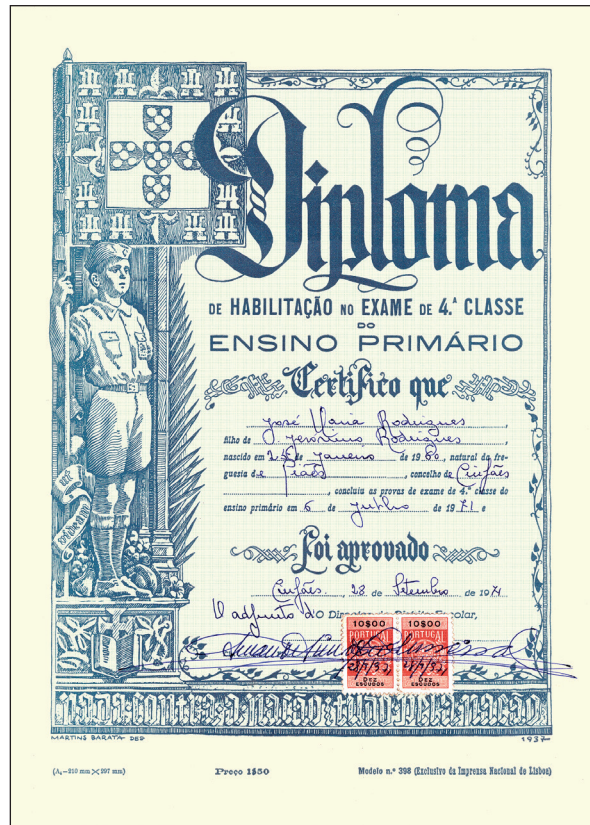 Diploma
DE HABILITAÇÃO NO EXAME DE 4.ª CLASSE
DO
ENSINO PRIMÁRIO
Certifico que
José Maria Rodrigues,
filho de Jerónimo Rodrigues,
nascido em de Janeiro de 1960, natural da fre-
guesia de Piães, concelho de Cinfães
, concluiu as provas de exame de 4.ª classe do
ensino primário em 6 de Julho de 1971 e
Foi aprovado
Cinfães, 28 de Setembro de 1971
O adjunto d'O Director do Distrito Escolar,
10$00 10$00
PORTUGAL PORTUGAL
DEZ DEZ
ESCUDOS ESCUDOS
nada contra a nação, tudo pela nação
MARTINS BARATA DES 1937
(A₄—210 mm × 297 mm) Preço 1$50 Modelo n.º 398 (Exclusivo da Imprensa Nacional de Lisboa)